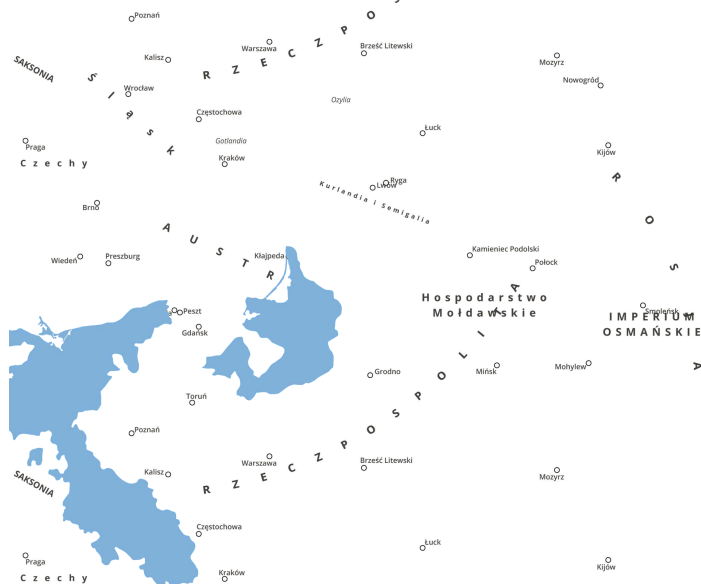 Poznań
R Z E C Z P O S
Warszawa
Brześć Litewski
Kalisz
Mozyrz
SAKSONIA
Nowogród
Ś l ą s k
Wrocław
Ozylia
Częstochowa
Łuck
Gotlandia
Praga
Kijów
Kraków
Czechy
Ryga
Lwów
Kurlandia i Semigalia
R O S J A
Brno
A U S T R
Kamieniec Podolski
Wiedeń
Preszburg
Kłajpeda
Połock
Hospodarstwo
Mołdawskie
Peszt
Smoleńsk
IMPERIUM
OSMAŃSKIE
Gdańsk
Grodno
Mińsk
Mohylew
Toruń
R Z E C Z P O S P O L I T A
Poznań
Warszawa
Brześć Litewski
Kalisz
Mozyrz
SAKSONIA
Częstochowa
Łuck
Praga
Kijów
Kraków
Czechy